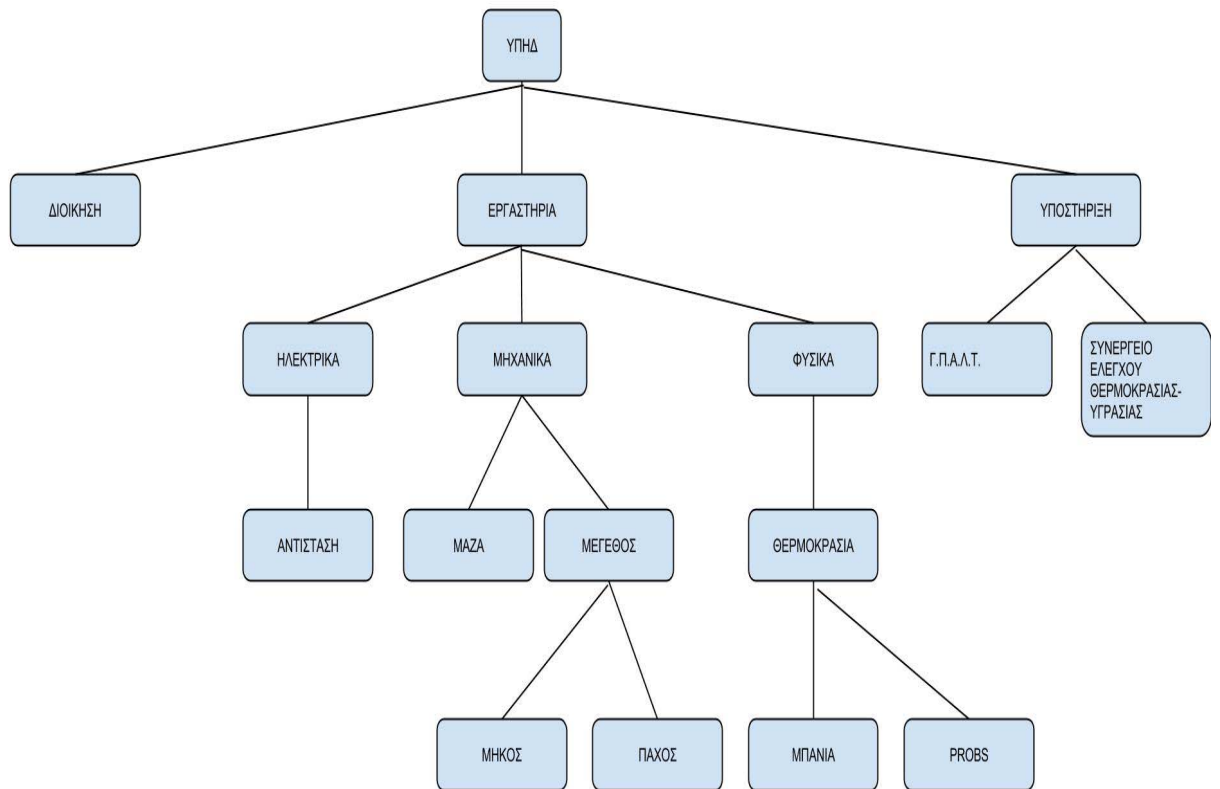 ΥΠΗΔ
ΔΙΟΙΚΗΣΗ
ΕΡΓΑΣΤΗΡΙΑ
ΥΠΟΣΤΗΡΙΞΗ
ΗΛΕΚΤΡΙΚΑ
ΜΗΧΑΝΙΚΑ
ΦΥΣΙΚΑ
Γ.Π.Α.Λ.Τ.
ΣΥΝΕΡΓΕΙΟ
ΕΛΕΓΧΟΥ
ΘΕΡΜΟΚΡΑΣΙΑΣ-
ΥΓΡΑΣΙΑΣ
ΑΝΤΙΣΤΑΣΗ
ΜΑΖΑ
ΜΕΓΕΘΟΣ
ΘΕΡΜΟΚΡΑΣΙΑ
ΜΗΚΟΣ
ΠΑΧΟΣ
ΜΠΑΝΙΑ
PROBS